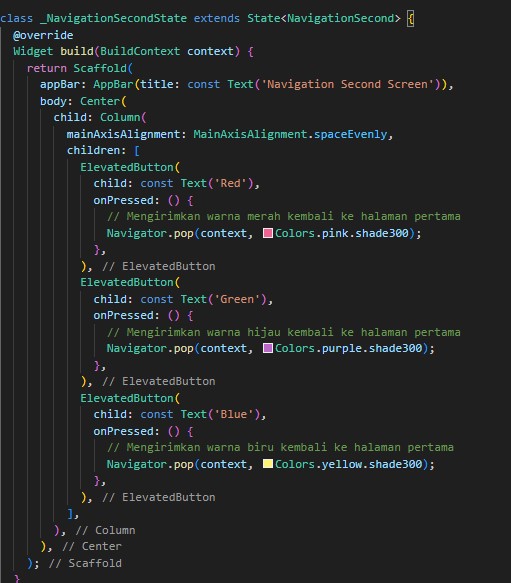 class _NavigationSecondState extends State<NavigationSecond> {
  @override
  Widget build(BuildContext context) {
    return Scaffold(
      appBar: AppBar(title: const Text('Navigation Second Screen')),
      body: Center(
        child: Column(
          mainAxisAlignment: MainAxisAlignment.spaceEvenly,
          children: [
            ElevatedButton(
              child: const Text('Red'),
              onPressed: () {
                // Mengirimkan warna merah kembali ke halaman pertama
                Navigator.pop(context, Colors.pink.shade300);
              },
            ), // ElevatedButton
            ElevatedButton(
              child: const Text('Green'),
              onPressed: () {
                // Mengirimkan warna hijau kembali ke halaman pertama
                Navigator.pop(context, Colors.purple.shade300);
              },
            ), // ElevatedButton
            ElevatedButton(
              child: const Text('Blue'),
              onPressed: () {
                // Mengirimkan warna biru kembali ke halaman pertama
                Navigator.pop(context, Colors.yellow.shade300);
              },
            ), // ElevatedButton
          ],
        ), // Column
      ), // Center
    ); // Scaffold
  }